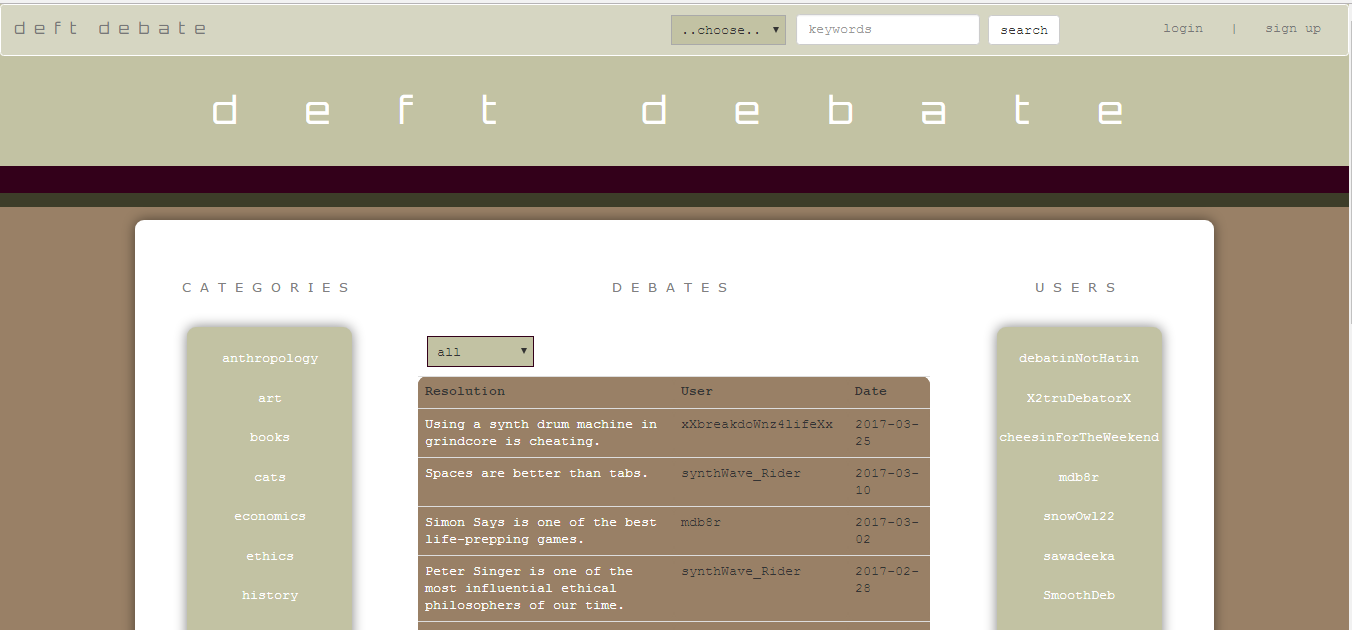 deft debate
..choose.. keywords search login | sign up
deft debate
CATEGORIES DEBATES USERS
anthropology
art
books
cats
economics
ethics
history
all
Resolution User Date
Using a synth drum machine in xXbreakdoWnz4lifeXx 2017-03-
grindcore is cheating. 25
Spaces are better than tabs. synthWave_Rider 2017-03-
10
Simon Says is one of the best mdb8r 2017-03-
life-prepping games. 02
Peter Singer is one of the synthWave_Rider 2017-02-
most influential ethical 28
philosophers of our time.
debatinNotHatin
X2truDebatorX
cheesinForTheWeekend
mdb8r
snowOwl22
sawadeeka
SmoothDeb